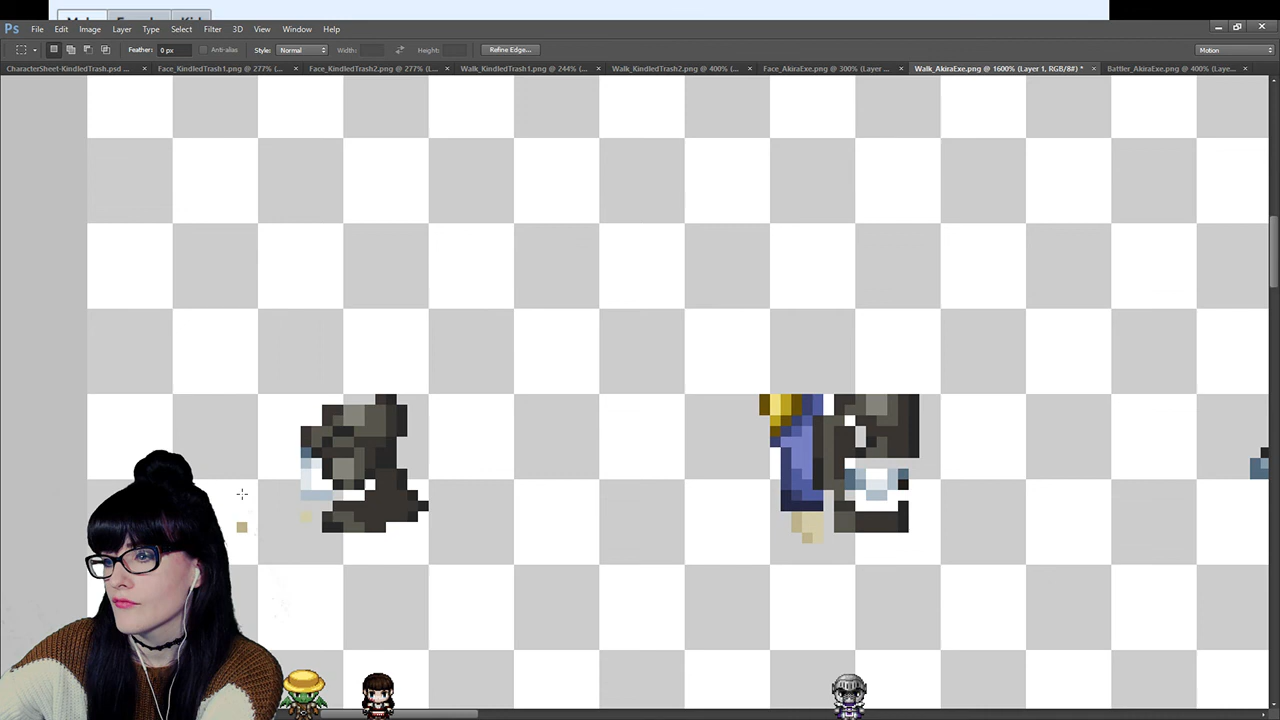 Ps File Edit Image Layer Type Select Filter 3D View Window Help
Feather: 0 px Anti-alias Style: Normal Width: Height: Refine Edge... Motion
CharacterSheet-KindledTrash.psd ... × Face_KindledTrash1.png @ 277% (... × Face_KindledTrash2.png @ 277% (L... × Walk_KindledTrash1.png @ 244% (... × Walk_KindledTrash2.png @ 400% (... × Face_AkiraExe.png @ 300% (Layer ... × Walk_AkiraExe.png @ 1600% (Layer 1, RGB/8#) * × Battler_AkiraExe.png @ 400% (Laye... ×